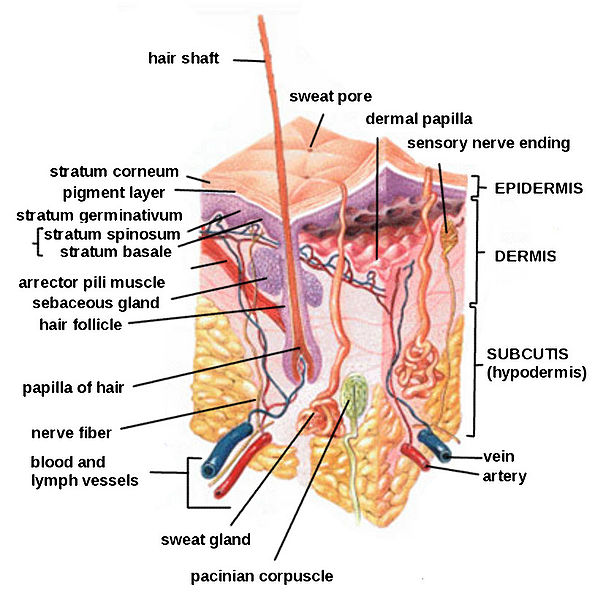 hair shaft
sweat pore
dermal papilla
sensory nerve ending
stratum corneum
pigment layer
stratum germinativum
stratum spinosum
stratum basale
arrector pili muscle
sebaceous gland
hair follicle
papilla of hair
nerve fiber
blood and
lymph vessels
sweat gland
pacinian corpuscle
EPIDERMIS
DERMIS
SUBCUTIS
(hypodermis)
vein
artery